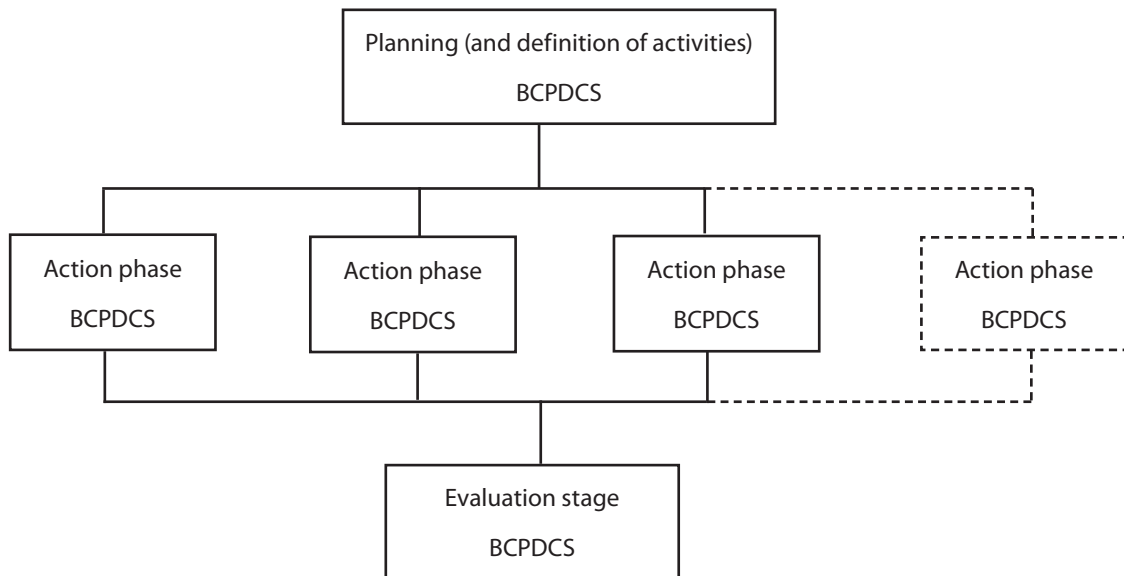 Planning (and definition of activities)
BCPDCS
Action phase
BCPDCS
Action phase
BCPDCS
Action phase
BCPDCS
Action phase
BCPDCS
Evaluation stage
BCPDCS